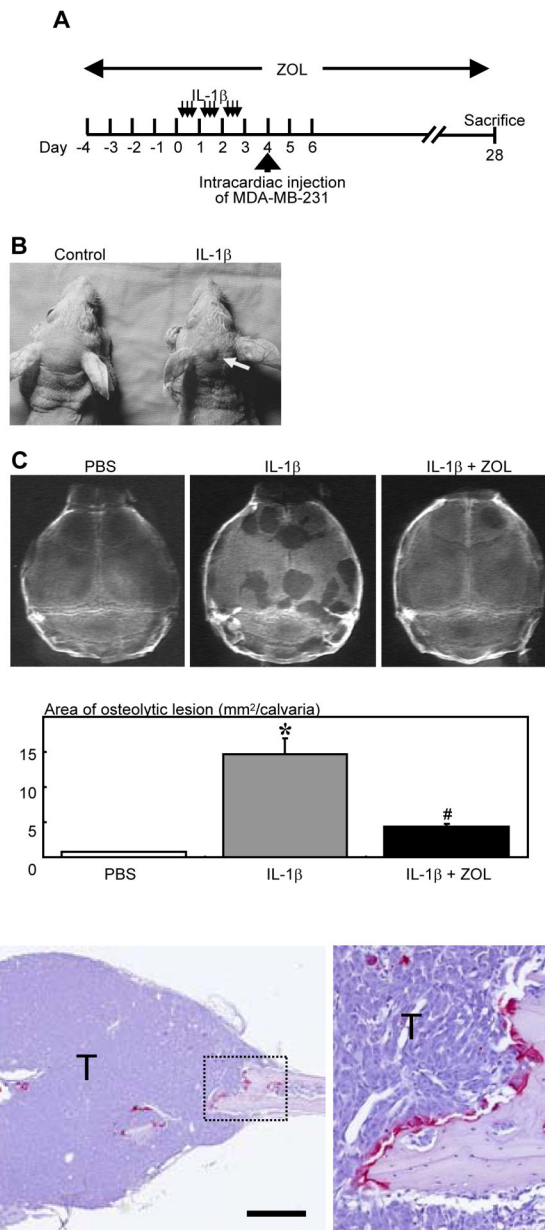 A
ZOL
IL-1β
Sacrifice
Day -4 -3 -2 -1 0 1 2 3 4 5 6 28
Intracardiac injection
of MDA-MB-231
B
Control IL-1β
C
PBS IL-1β IL-1β + ZOL
Area of osteolytic lesion (mm²/calvaria)
15
*
10
5
#
0
PBS IL-1β IL-1β + ZOL
T T